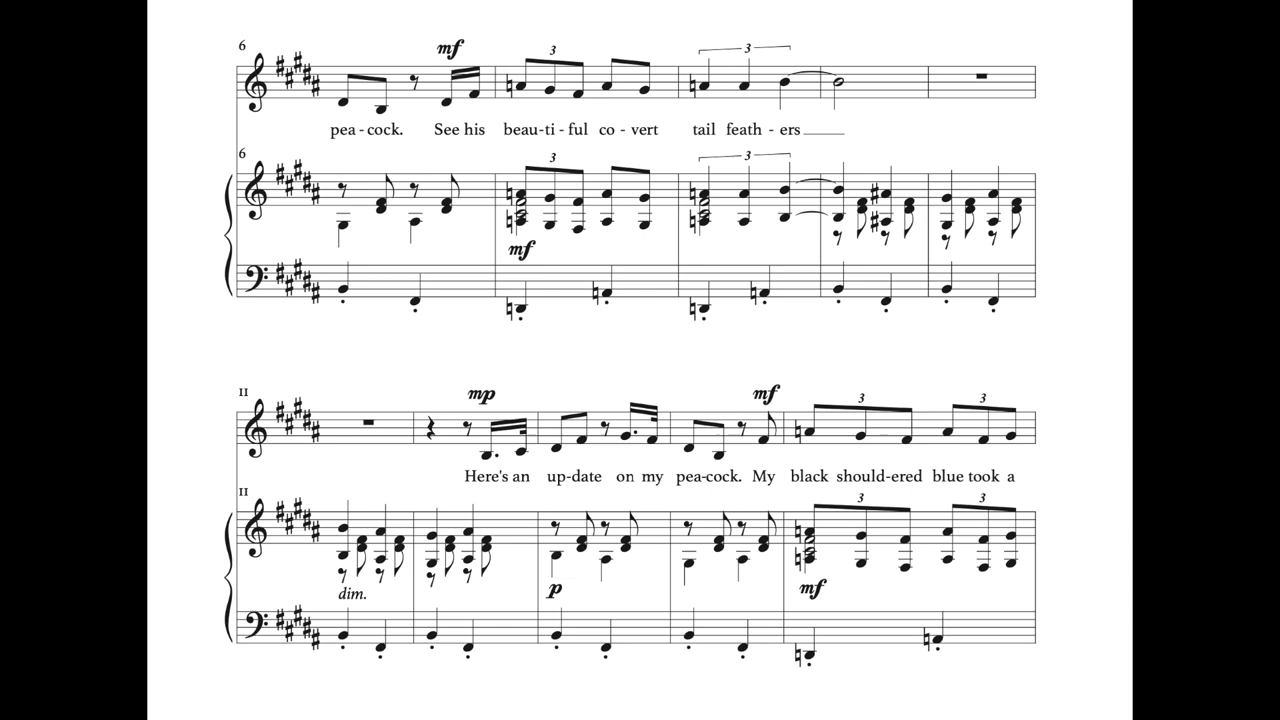 6
mf
3
3
pea - cock. See his beau - ti - ful co - vert tail feath - ers
6
3
3
mf
11
mp
mf
3
3
Here's an up-date on my pea-cock. My black should-ered blue took a
11
3
3
dim.
p
mf